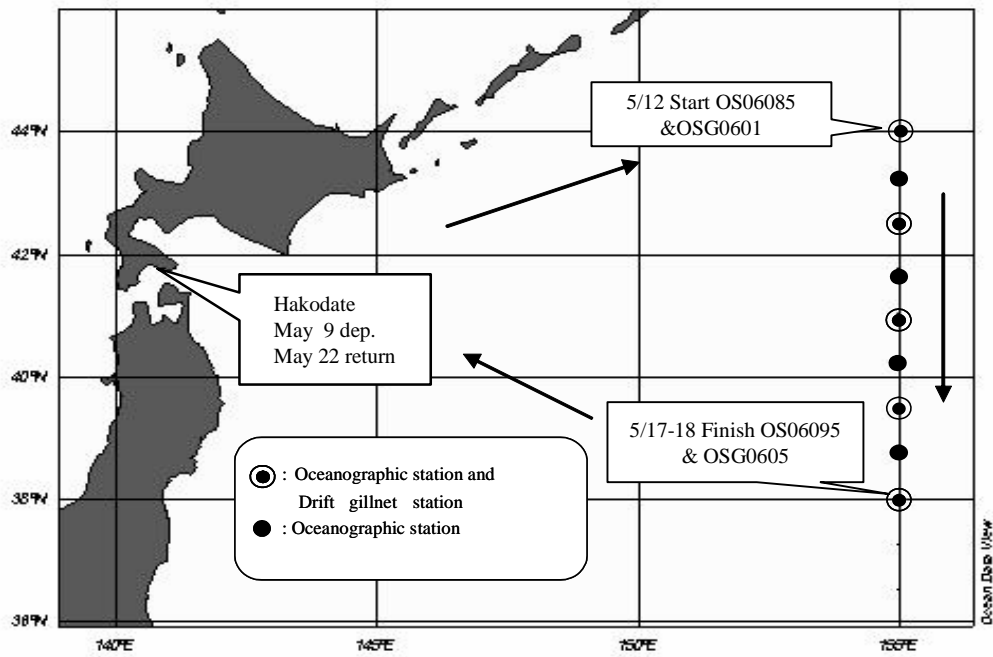 5/12 Start OS06085
&OSG0601
44°N
42°N
Hakodate
May 9 dep.
May 22 return
40°N
5/17-18 Finish OS06095
& OSG0605
: Oceanographic station and
Drift gillnet station
: Oceanographic station
38°N
36°N
140°E
145°E
150°E
155°E
Ocean Data View